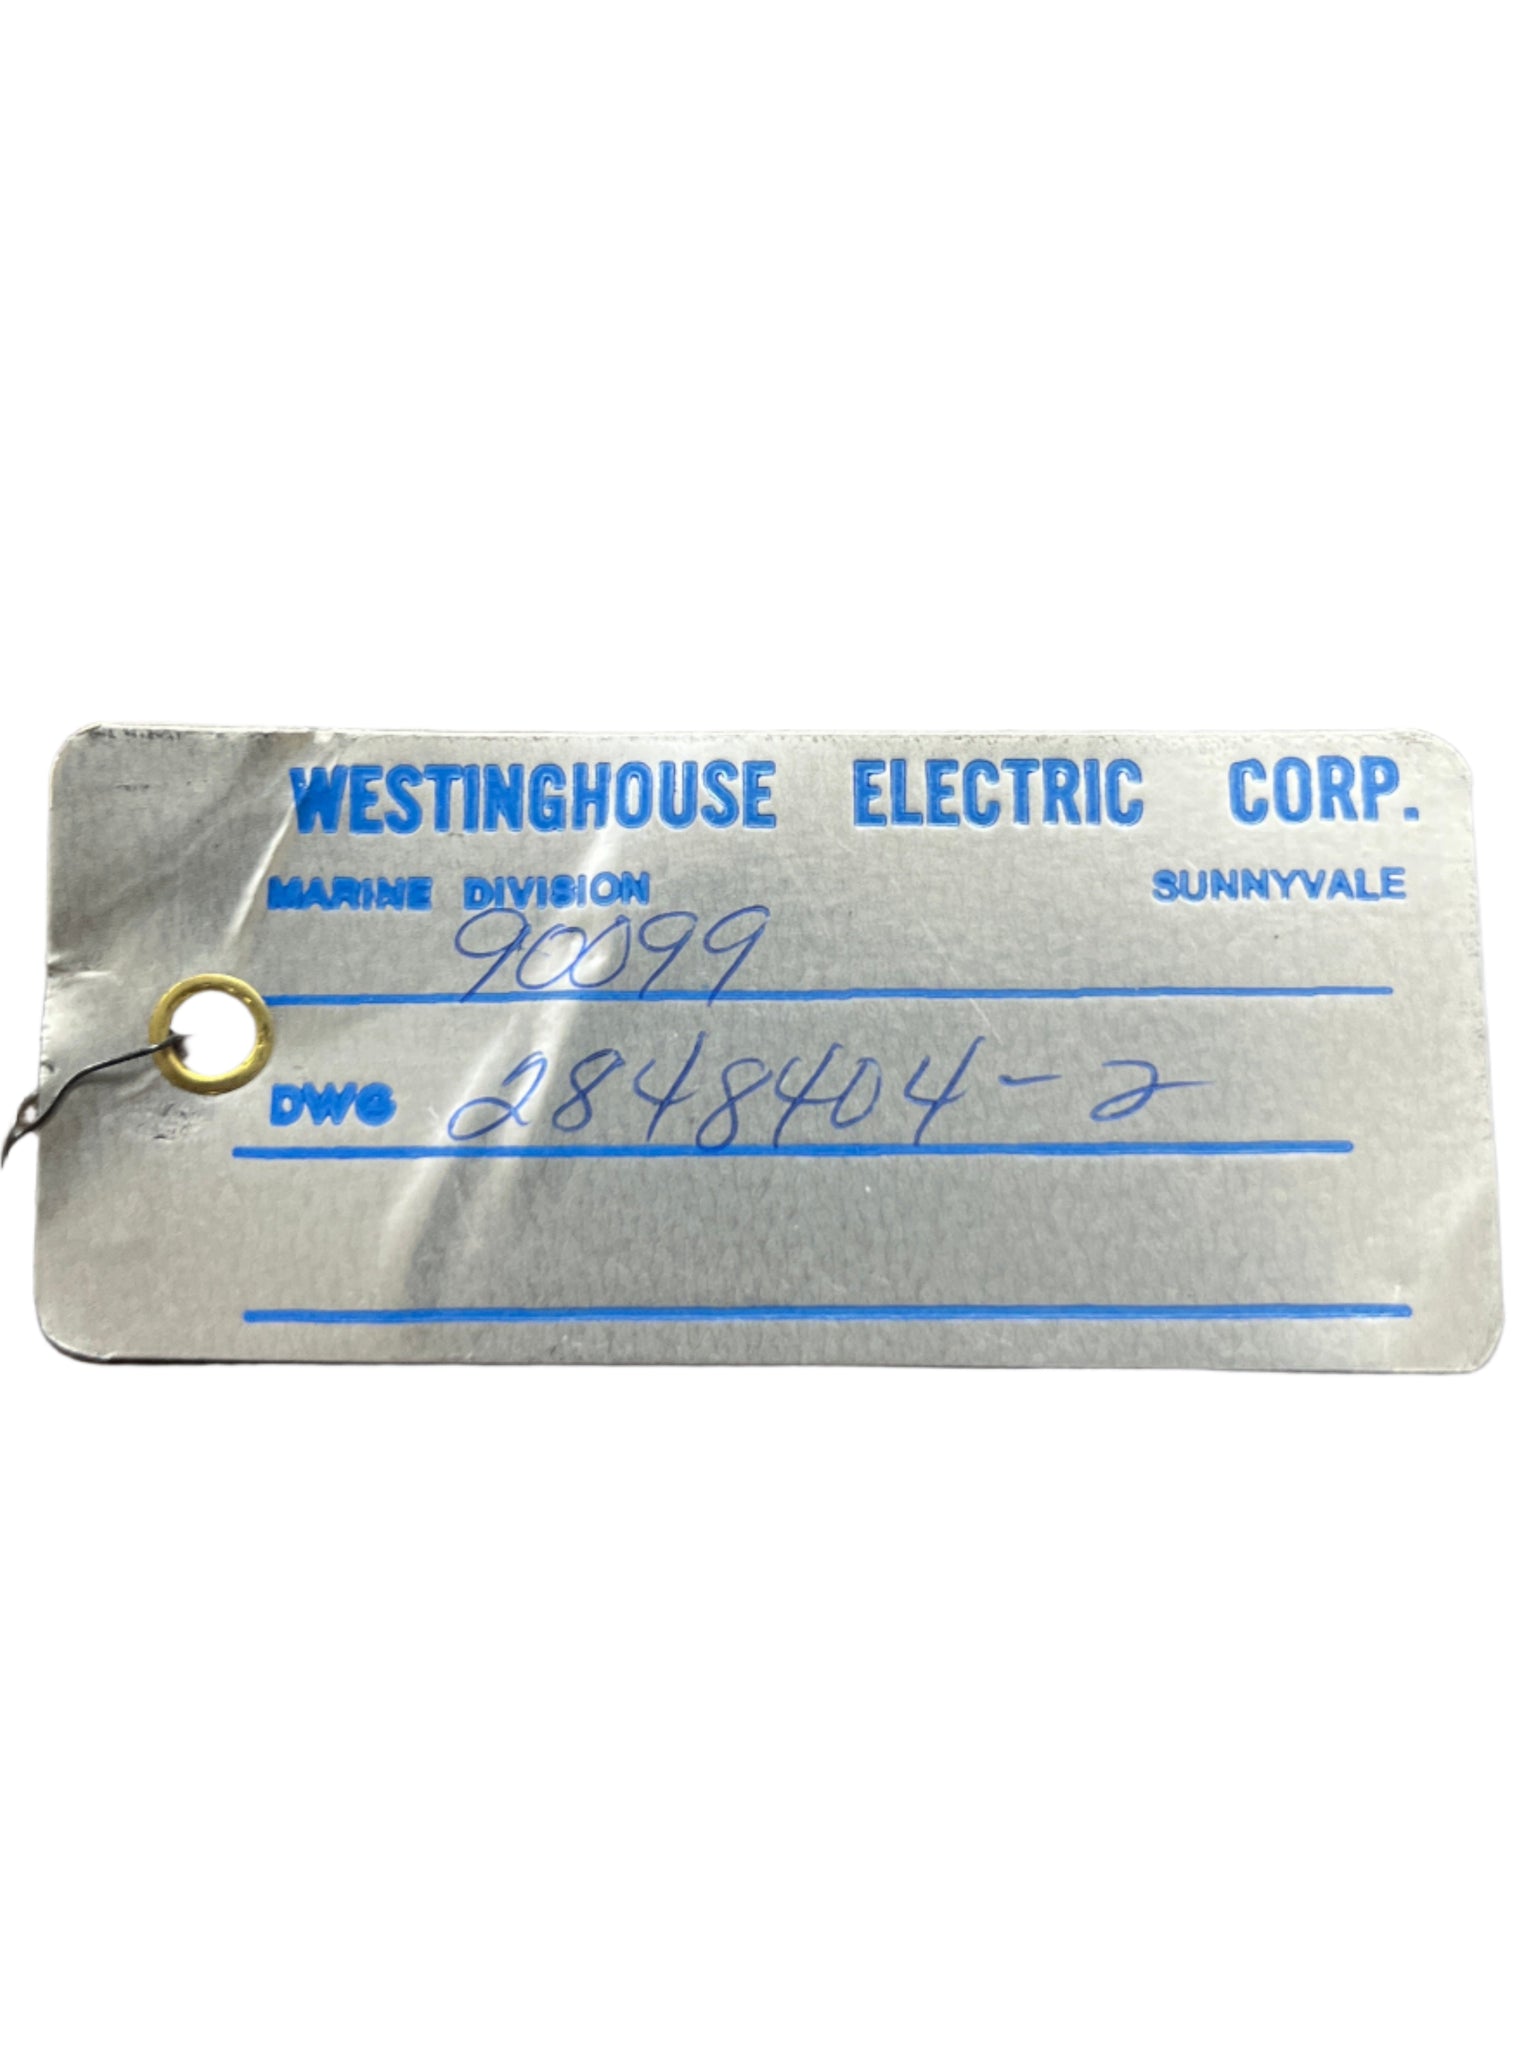 WESTINGHOUSE ELECTRIC CORP.
MARINE DIVISION SUNNYVALE
90099
DWG 2848404-2